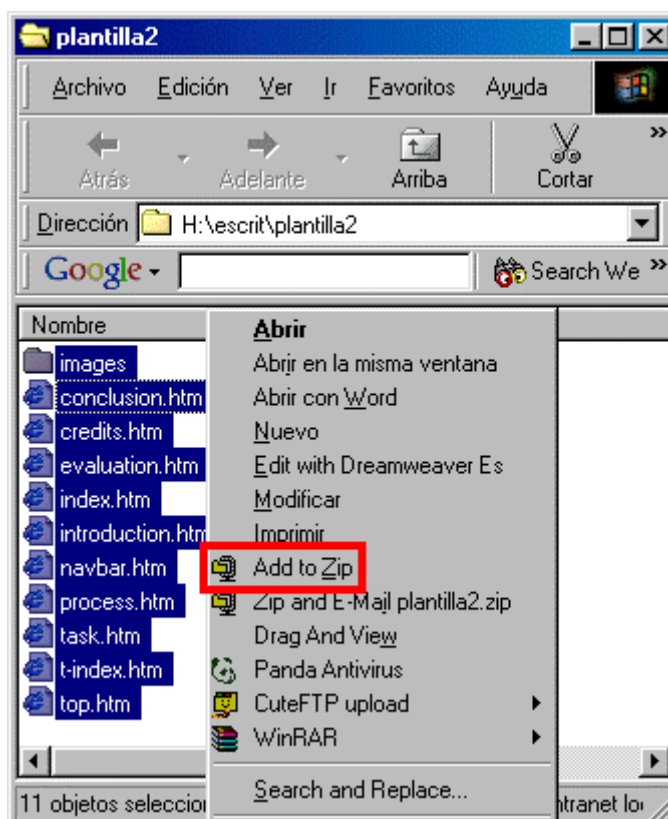 plantilla2
Archivo Edición Ver Ir Favoritos Ayuda
Atrás Adelante Arriba Cortar »
Dirección H:\escrit\plantilla2
Google Search We »
Nombre
images
conclusion.htm
credits.htm
evaluation.htm
index.htm
introduction.htm
navbar.htm
process.htm
task.htm
t-index.htm
top.htm
Abrir
Abrir en la misma ventana
Abrir con Word
Nuevo
Edit with Dreamweaver Es
Modificar
Imprimir
Add to Zip
Zip and E-Mail plantilla2.zip
Drag And View
Panda Antivirus
CuteFTP upload
WinRAR
Search and Replace...
11 objetos seleccio ntranet lo